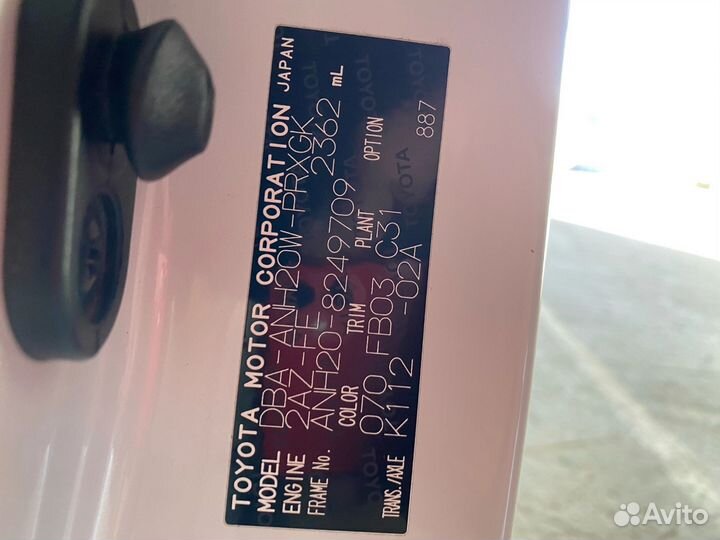 TOYOTA MOTOR CORPORATION JAPAN
MODEL DBA-ANH20W-PRXGK
ENGINE 2AZ-FE 2362 mL
FRAME No. ANH20-8249709
COLOR TRIM PLANT OPTION
070 FB03 C31
TRANS./AXLE K112 -02A 887
Avito